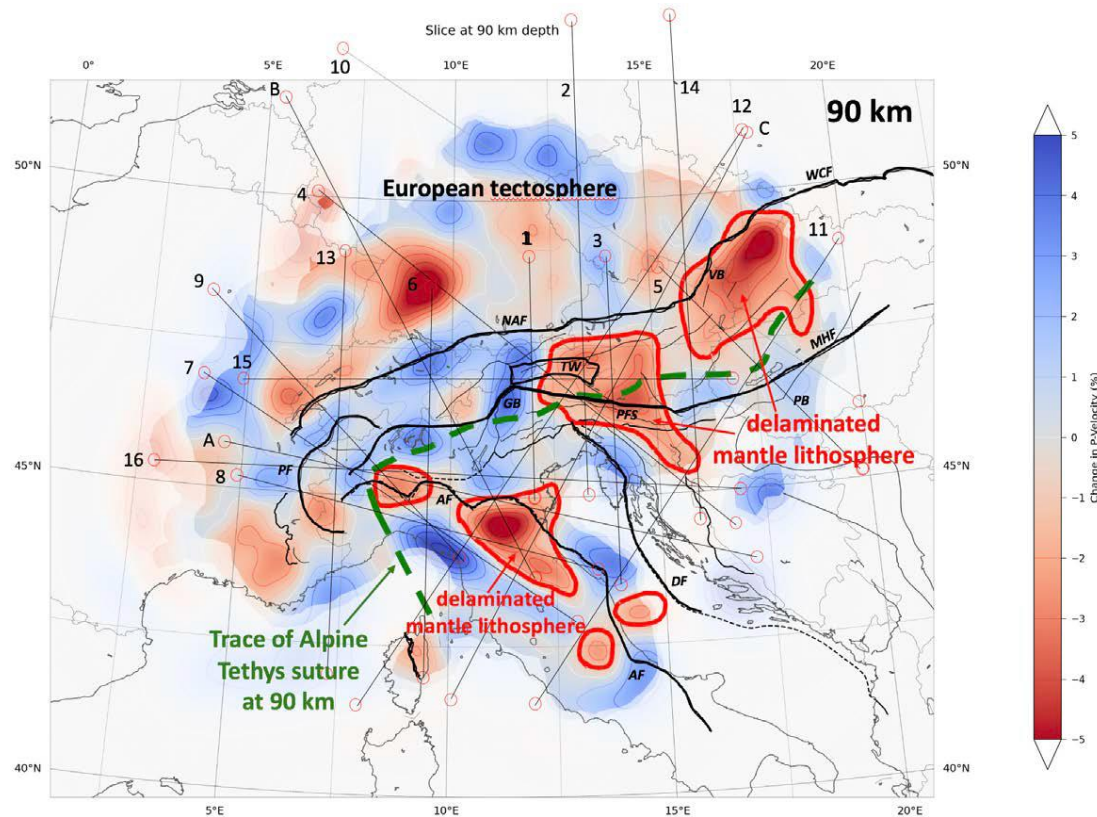 Slice at 90 km depth
0°
5°
10°
15°
20°
10
B
2
14
12
C
90 km
50°N
50°N
WCF
4
European tectosphere
11
13
1
3
VB
9
6
5
NAF
MHF
7
15
TW
GB
PFS
PB
A
delaminated
mantle lithosphere
16
8
PF
45°N
45°N
AF
DF
delaminated
mantle lithosphere
Trace of Alpine
Tethys suture
at 90 km
AF
40°N
40°N
5°E
10°E
15°E
20°E
5
4
3
2
1
0
−1
−2
−3
−4
−5
Change in P-Velocity (%)